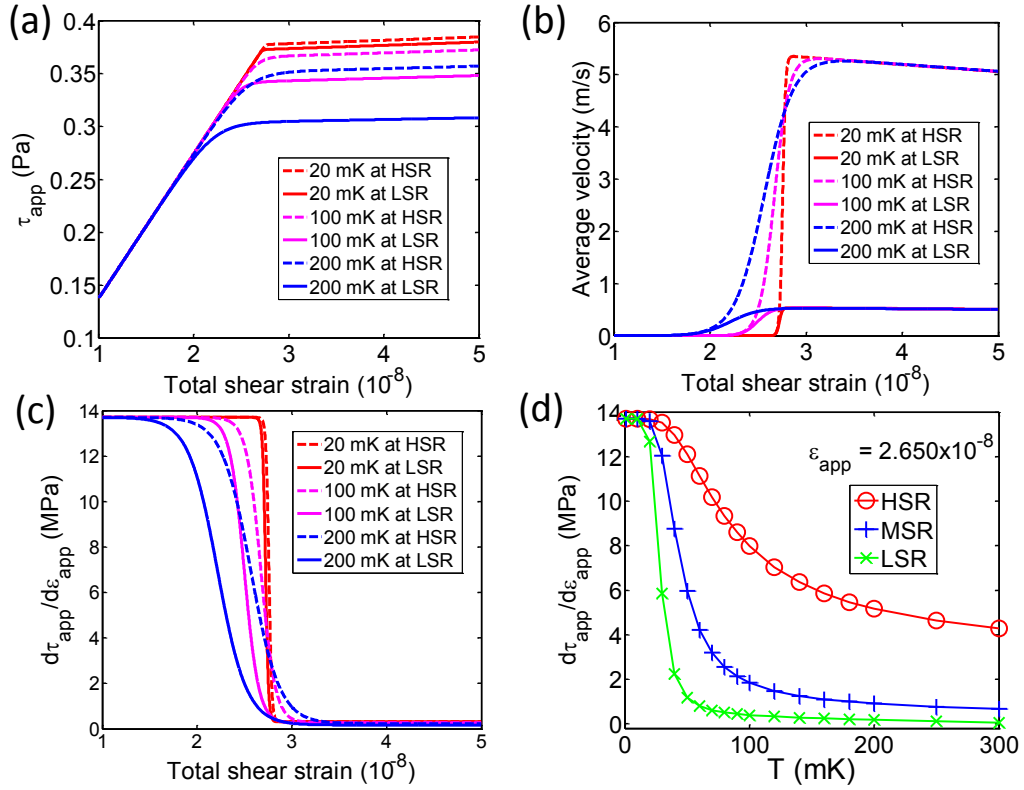 (a)
0.4
0.35
0.3
0.25
0.2
0.15
0.1
τapp (Pa)
20 mK at HSR
20 mK at LSR
100 mK at HSR
100 mK at LSR
200 mK at HSR
200 mK at LSR
1 2 3 4 5
Total shear strain (10-8)
(b)
6
5
4
3
2
1
0
Average velocity (m/s)
20 mK at HSR
20 mK at LSR
100 mK at HSR
100 mK at LSR
200 mK at HSR
200 mK at LSR
1 2 3 4 5
Total shear strain (10-8)
(c)
14
12
10
8
6
4
2
0
dτapp/dεapp (MPa)
20 mK at HSR
20 mK at LSR
100 mK at HSR
100 mK at LSR
200 mK at HSR
200 mK at LSR
1 2 3 4 5
Total shear strain (10-8)
(d)
14
12
10
8
6
4
2
0
dτapp/dεapp (MPa)
εapp = 2.650x10-8
HSR
MSR
LSR
0 100 200 300
T (mK)